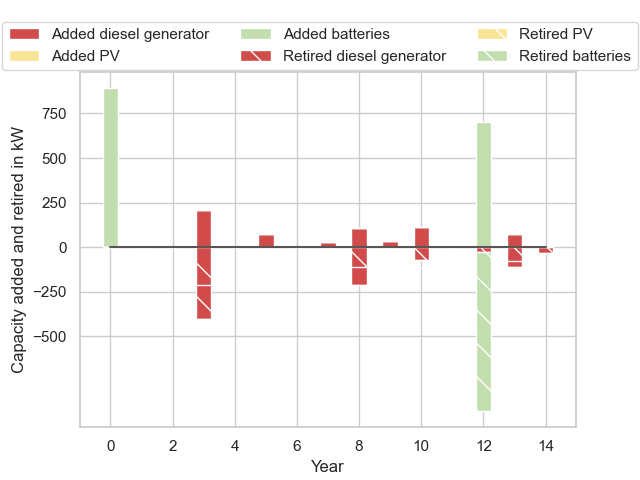 Added diesel generator
Added PV
Added batteries
Retired diesel generator
Retired PV
Retired batteries
Capacity added and retired in kW
750
500
250
0
−250
−500
0 2 4 6 8 10 12 14
Year